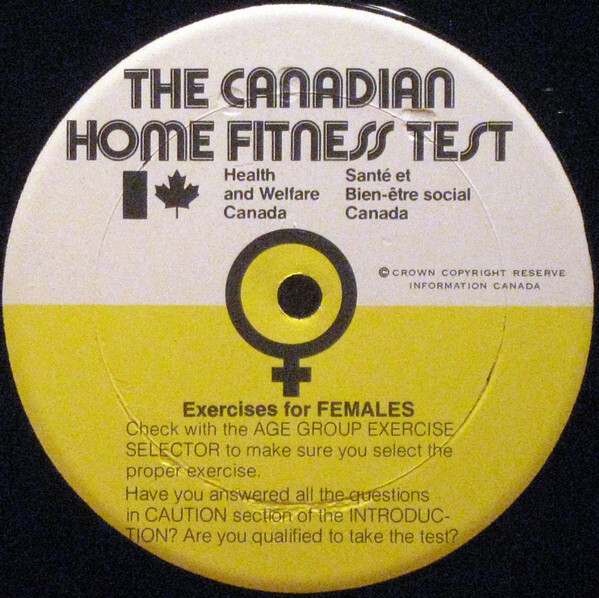 THE CANADIAN
HOME FITNESS TEST
Health
and Welfare
Canada
Santé et
Bien-être social
Canada
© CROWN COPYRIGHT RESERVE
INFORMATION CANADA
Exercises for FEMALES
Check with the AGE GROUP EXERCISE
SELECTOR to make sure you select the
proper exercise.
Have you answered all the questions
in CAUTION section of the INTRODUC-
TION? Are you qualified to take the test?